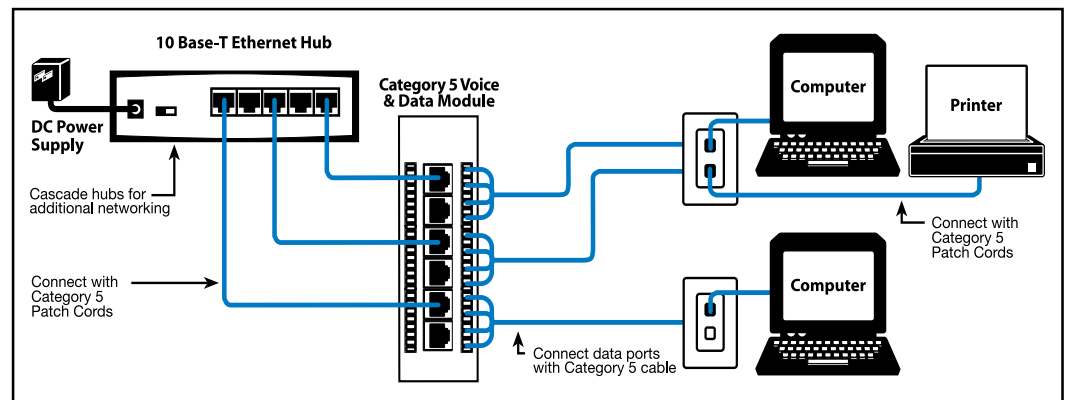 10 Base-T Ethernet Hub
DC Power
Supply
Cascade hubs for
additional networking
Connect with
Category 5
Patch Cords
Category 5 Voice
& Data Module
Connect data ports
with Category 5 cable
Computer
Printer
Connect with
Category 5
Patch Cords
Computer